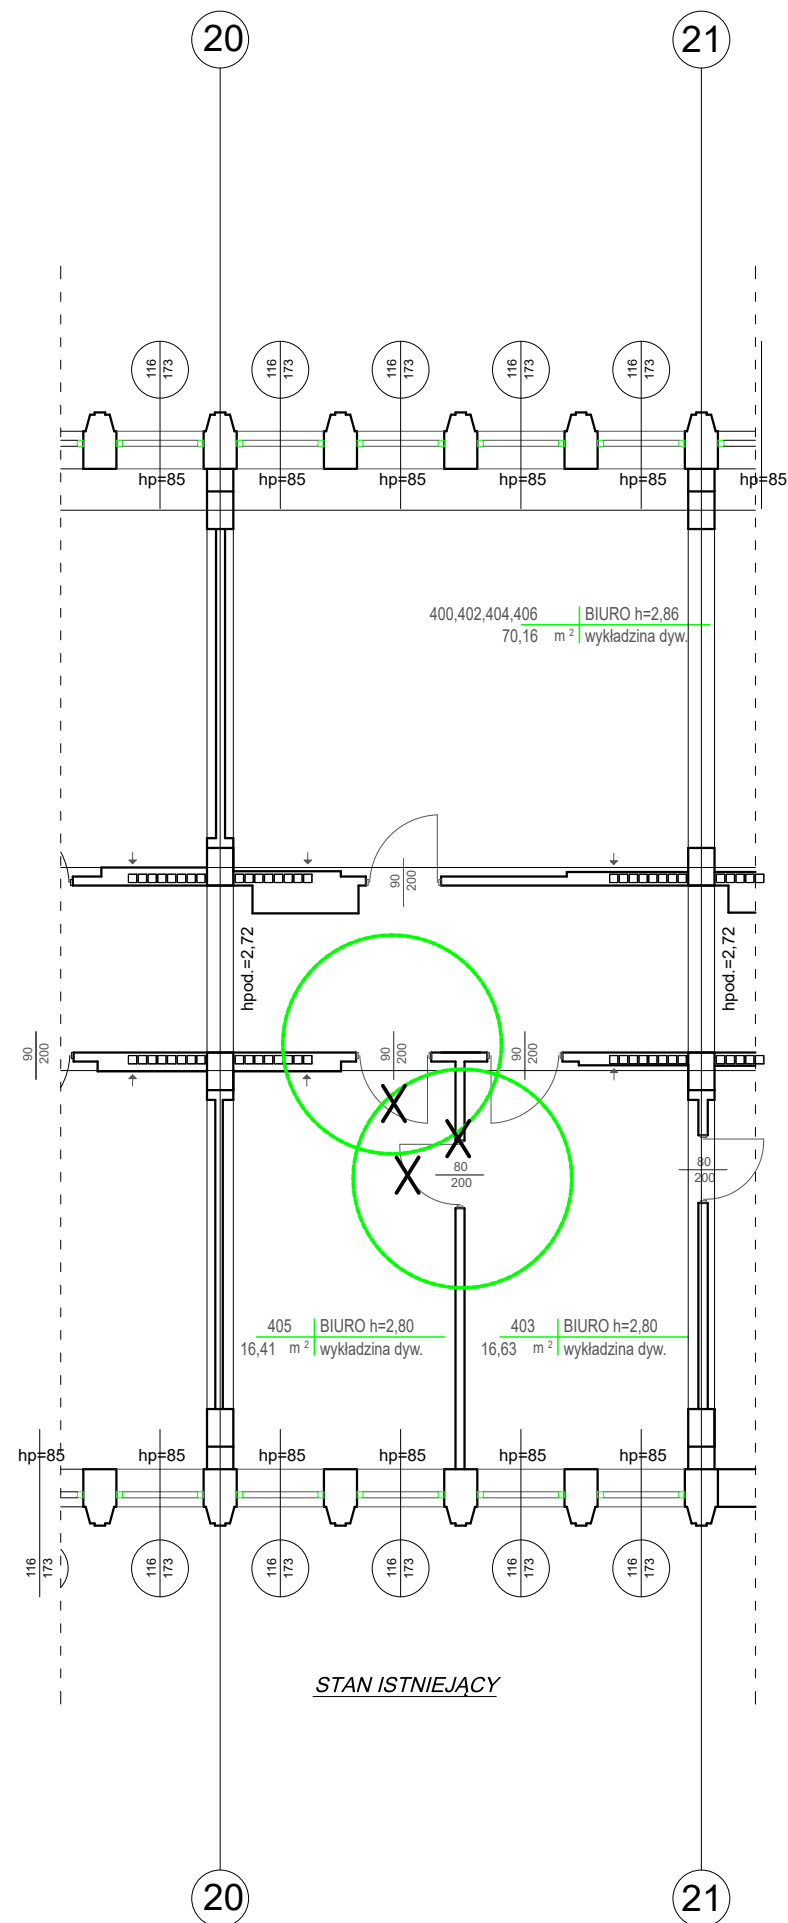 20 21
116 173 116 173 116 173 116 173 116 173
hp=85 hp=85 hp=85 hp=85 hp=85 hp=85
400,402,404,406 BIURO h=2,86
70,16 m² wykładzina dyw.
90 200
hpod.=2,72 hpod.=2,72
90 200 90 200 90 200
80 200 80 200
405 BIURO h=2,80 403 BIURO h=2,80
16,41 m² wykładzina dyw. 16,63 m² wykładzina dyw.
hp=85 hp=85 hp=85 hp=85 hp=85 hp=85
116 173 116 173 116 173 116 173 116 173 116 173
STAN ISTNIEJĄCY
20 21